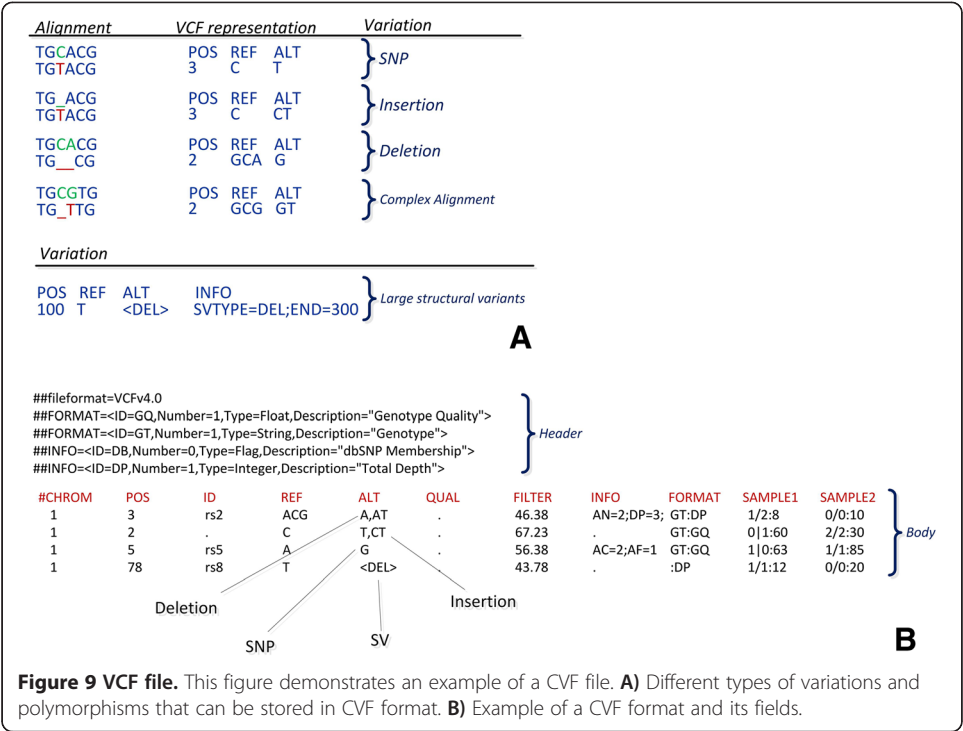 Alignment VCF representation Variation
TGCACG POS REF ALT
TGTACG 3 C T
SNP
TG_ACG POS REF ALT
TGTACG 3 C CT
Insertion
TGCACG POS REF ALT
TG__CG 2 GCA G
Deletion
TGCGTG POS REF ALT
TG_TTG 2 GCG GT
Complex Alignment
Variation
POS REF ALT INFO
100 T <DEL> SVTYPE=DEL;END=300
Large structural variants
A
##fileformat=VCFv4.0
##FORMAT=<ID=GQ,Number=1,Type=Float,Description="Genotype Quality">
##FORMAT=<ID=GT,Number=1,Type=String,Description="Genotype">
##INFO=<ID=DB,Number=0,Type=Flag,Description="dbSNP Membership">
##INFO=<ID=DP,Number=1,Type=Integer,Description="Total Depth">
Header
#CHROM POS ID REF ALT QUAL FILTER INFO FORMAT SAMPLE1 SAMPLE2
1 3 rs2 ACG A,AT . 46.38 AN=2;DP=3; GT:DP 1/2:8 0/0:10
1 2 . C T,CT . 67.23 . GT:GQ 0|1:60 2/2:30
1 5 rs5 A G . 56.38 AC=2;AF=1 GT:GQ 1|0:63 1/1:85
1 78 rs8 T <DEL> . 43.78 . :DP 1/1:12 0/0:20
Body
Deletion
Insertion
SNP
SV
B
Figure 9 VCF file. This figure demonstrates an example of a CVF file. A) Different types of variations and
polymorphisms that can be stored in CVF format. B) Example of a CVF format and its fields.